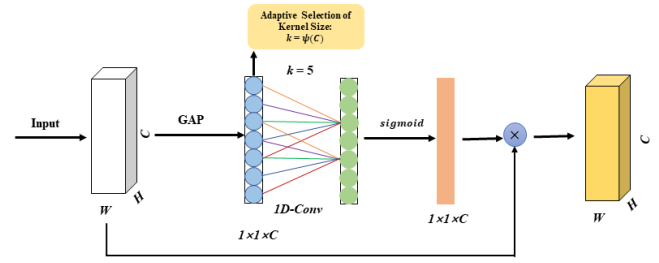 Adaptive Selection of
Kernel Size:
k = ψ(C)
k = 5
Input
GAP
sigmoid
×
C
H
W
1D-Conv
1×1×C
1×1×C
C
H
W